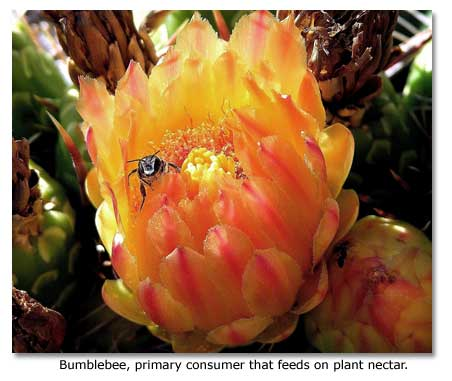 Bumblebee, primary consumer that feeds on plant nectar.